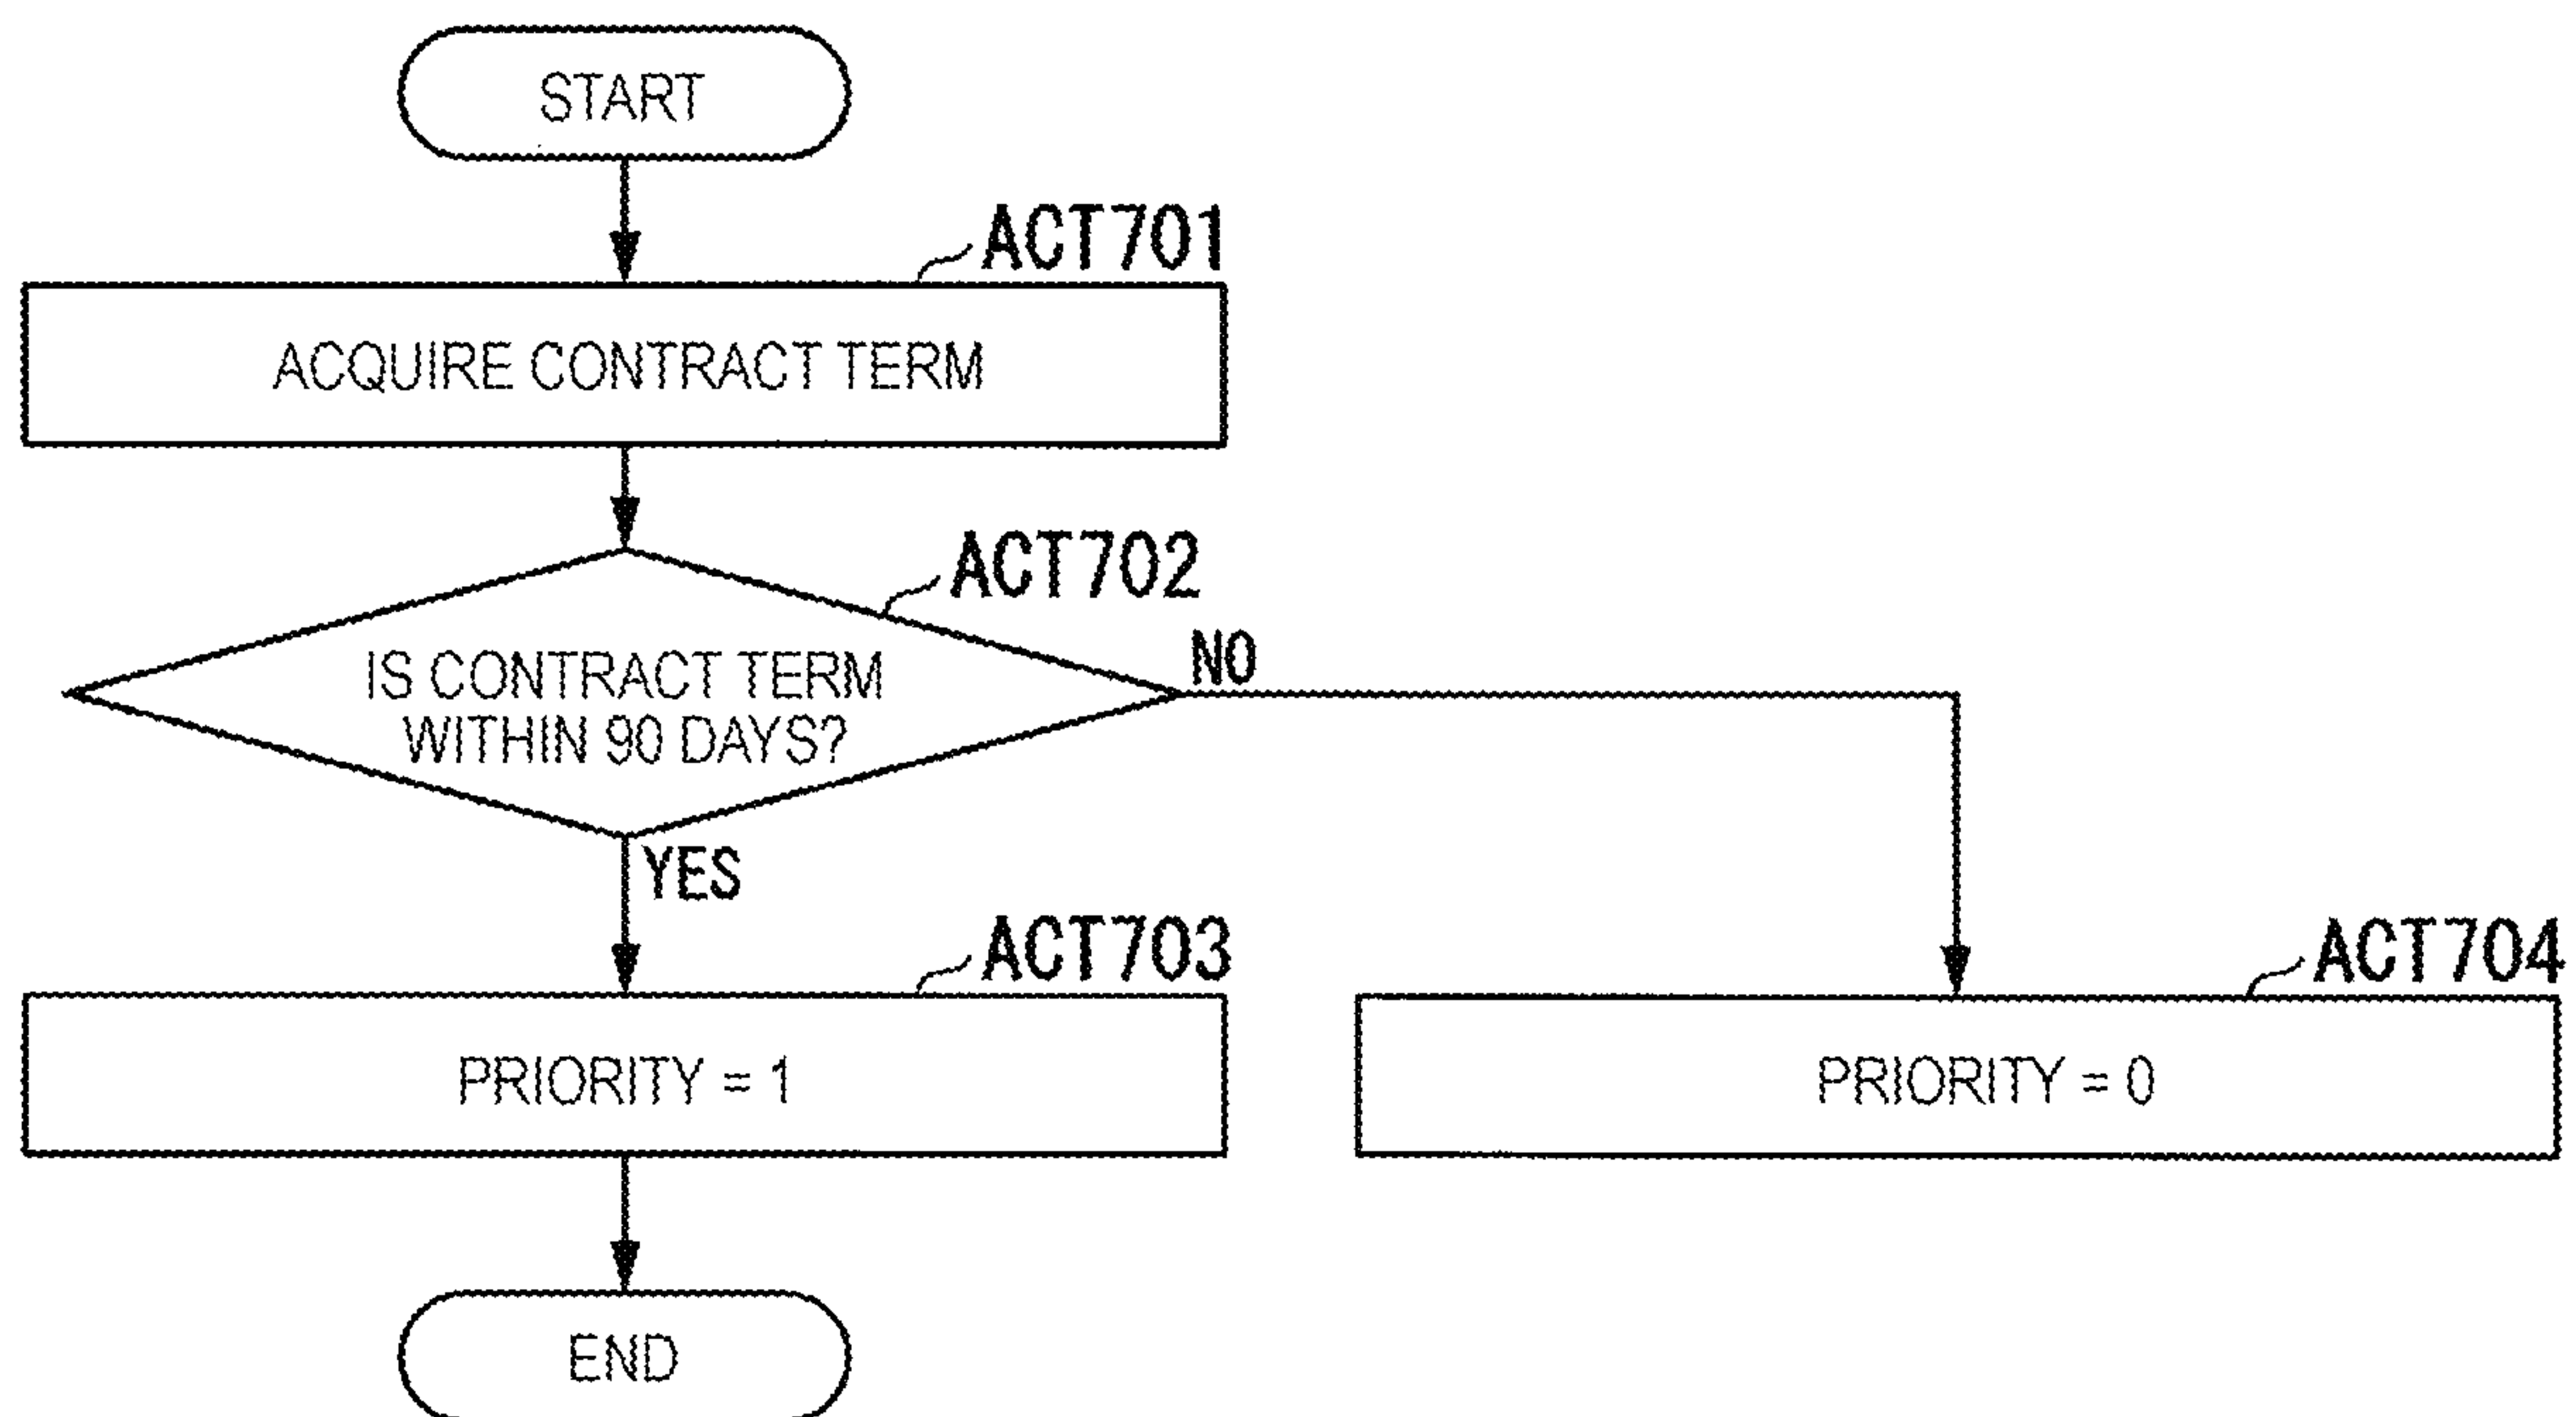 START
ACT701
ACQUIRE CONTRACT TERM
ACT702
IS CONTRACT TERM
WITHIN 90 DAYS?
NO
YES
ACT703
PRIORITY = 1
ACT704
PRIORITY = 0
END